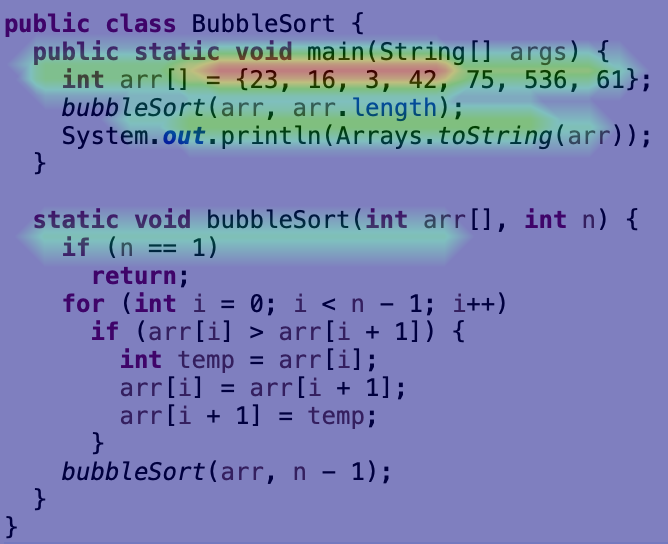 public class BubbleSort {
  public static void main(String[] args) {
    int arr[] = {23, 16, 3, 42, 75, 536, 61};
    bubbleSort(arr, arr.length);
    System.out.println(Arrays.toString(arr));
  }

  static void bubbleSort(int arr[], int n) {
    if (n == 1)
      return;
    for (int i = 0; i < n - 1; i++)
      if (arr[i] > arr[i + 1]) {
        int temp = arr[i];
        arr[i] = arr[i + 1];
        arr[i + 1] = temp;
      }
    bubbleSort(arr, n - 1);
  }
}